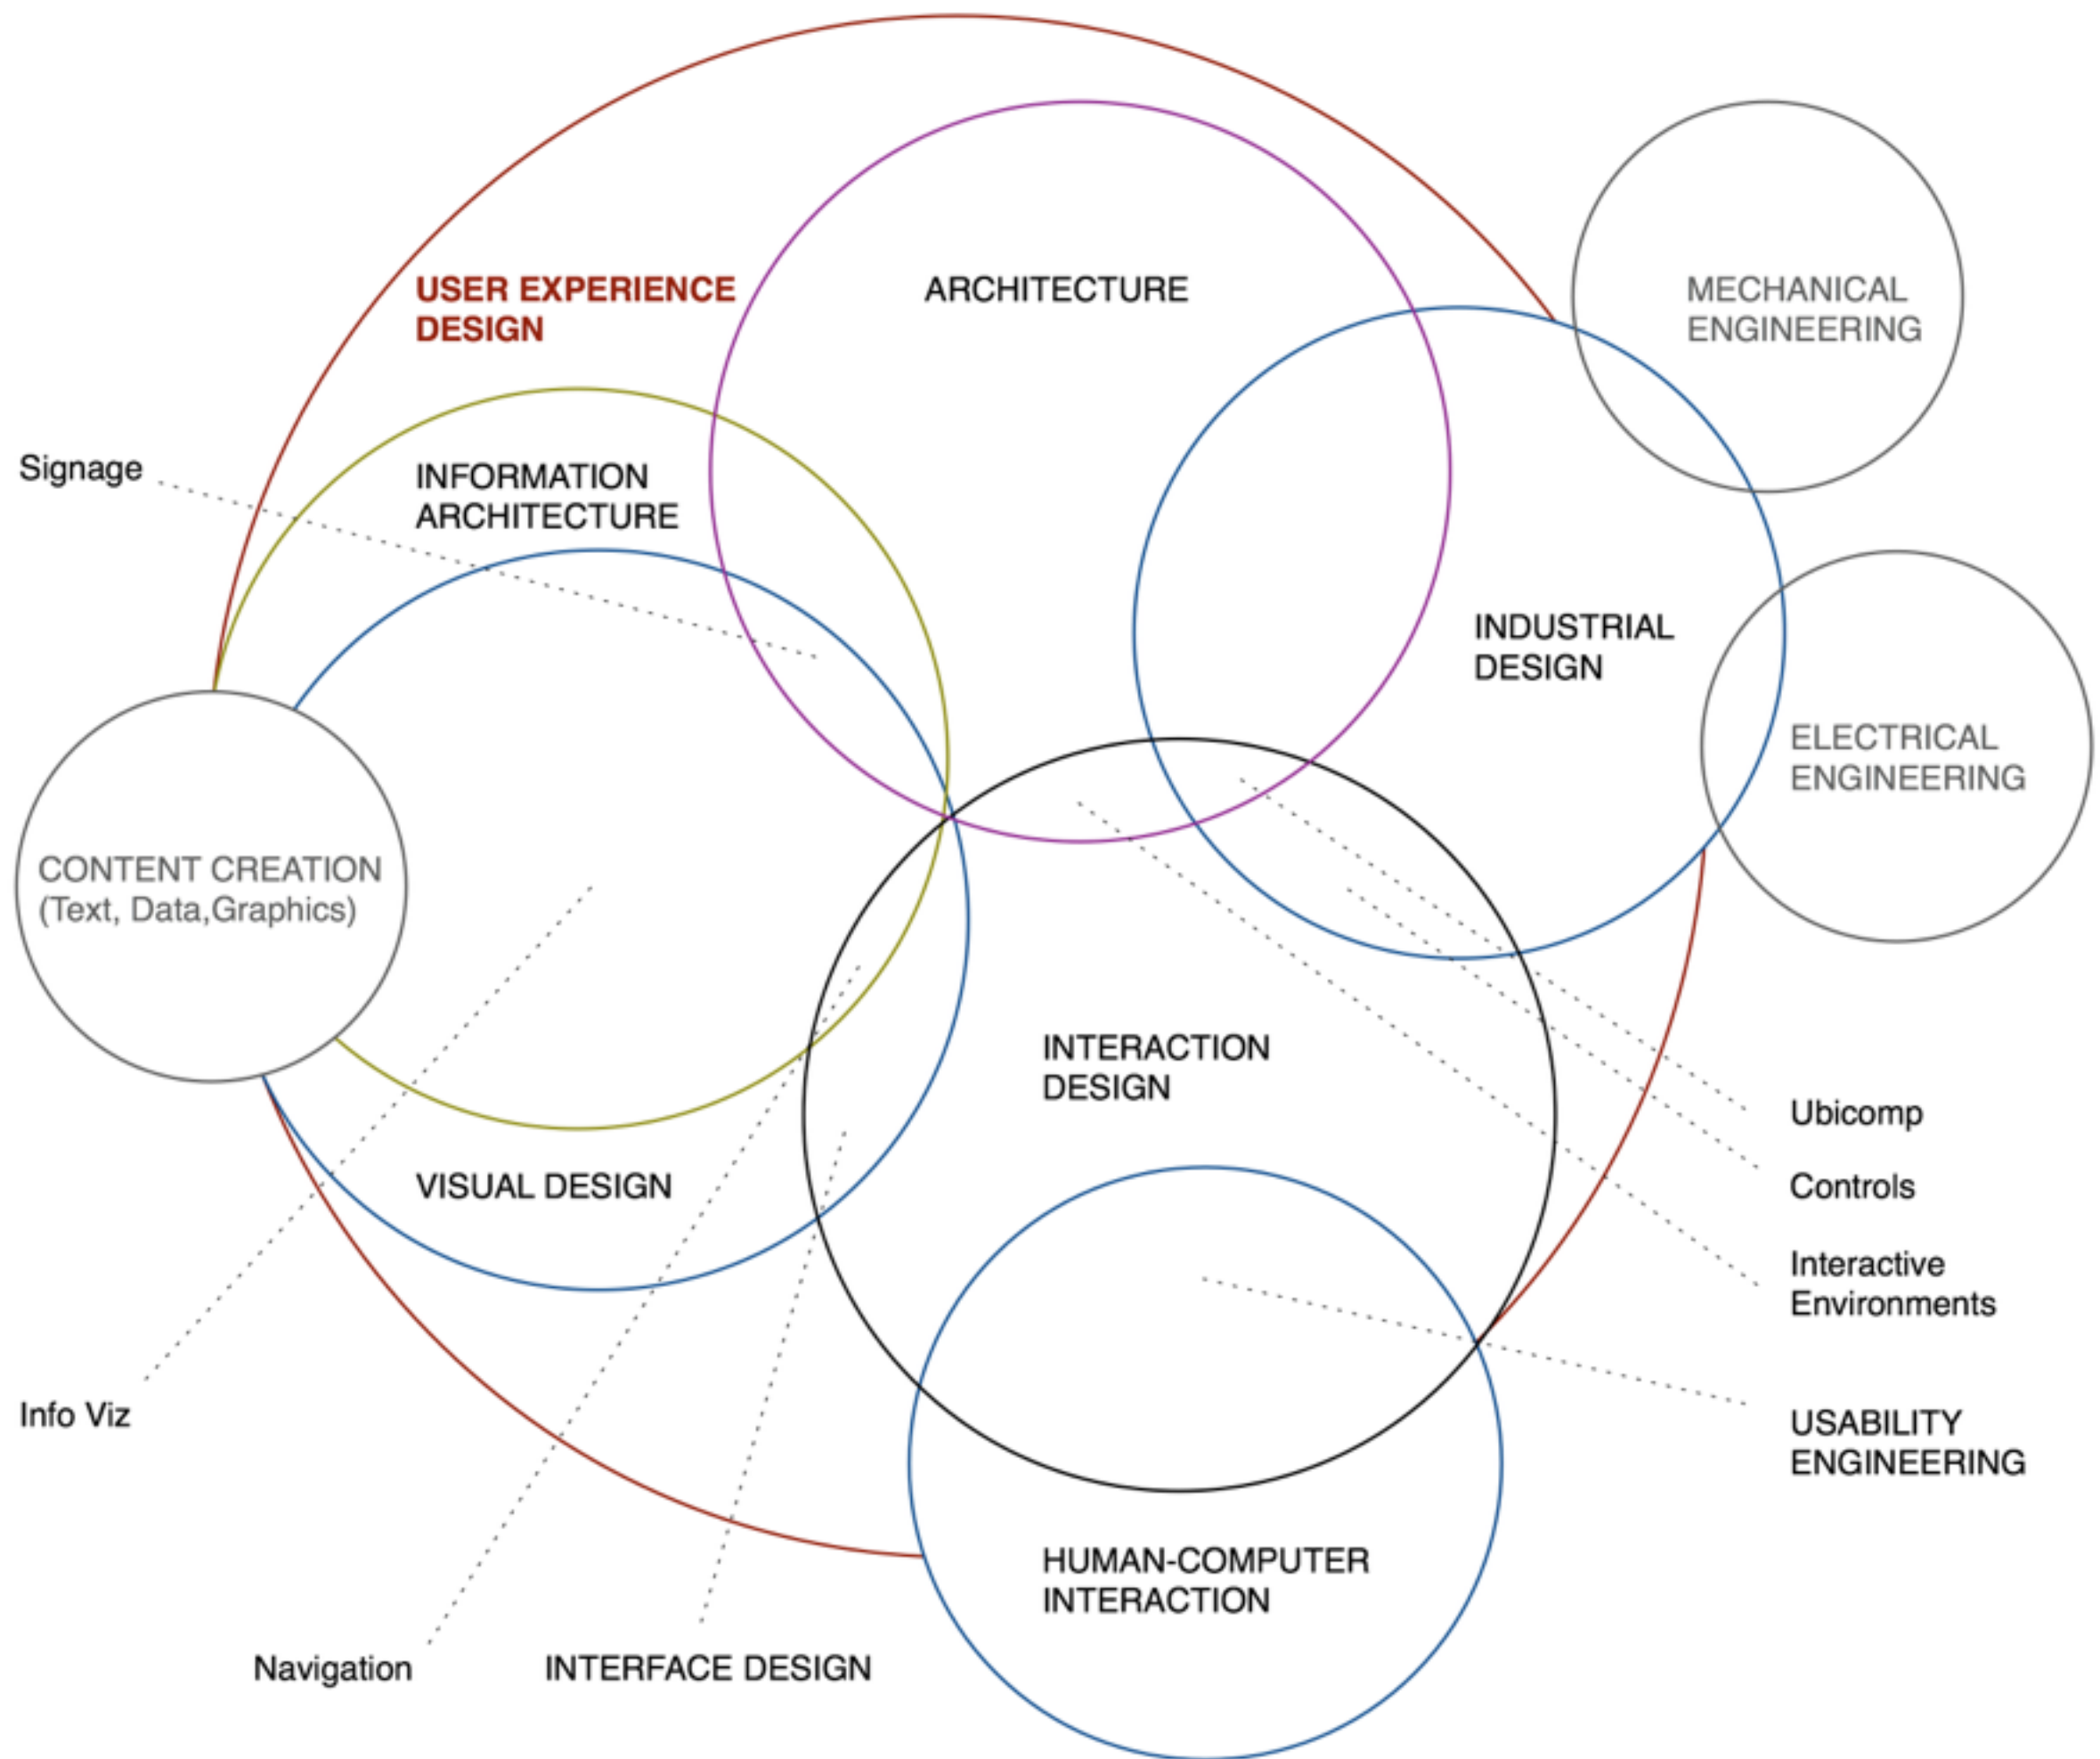 USER EXPERIENCE
DESIGN
ARCHITECTURE
MECHANICAL
ENGINEERING
Signage
INFORMATION
ARCHITECTURE
INDUSTRIAL
DESIGN
ELECTRICAL
ENGINEERING
CONTENT CREATION
(Text, Data,Graphics)
INTERACTION
DESIGN
VISUAL DESIGN
Ubicomp
Controls
Interactive
Environments
Info Viz
USABILITY
ENGINEERING
HUMAN-COMPUTER
INTERACTION
Navigation
INTERFACE DESIGN